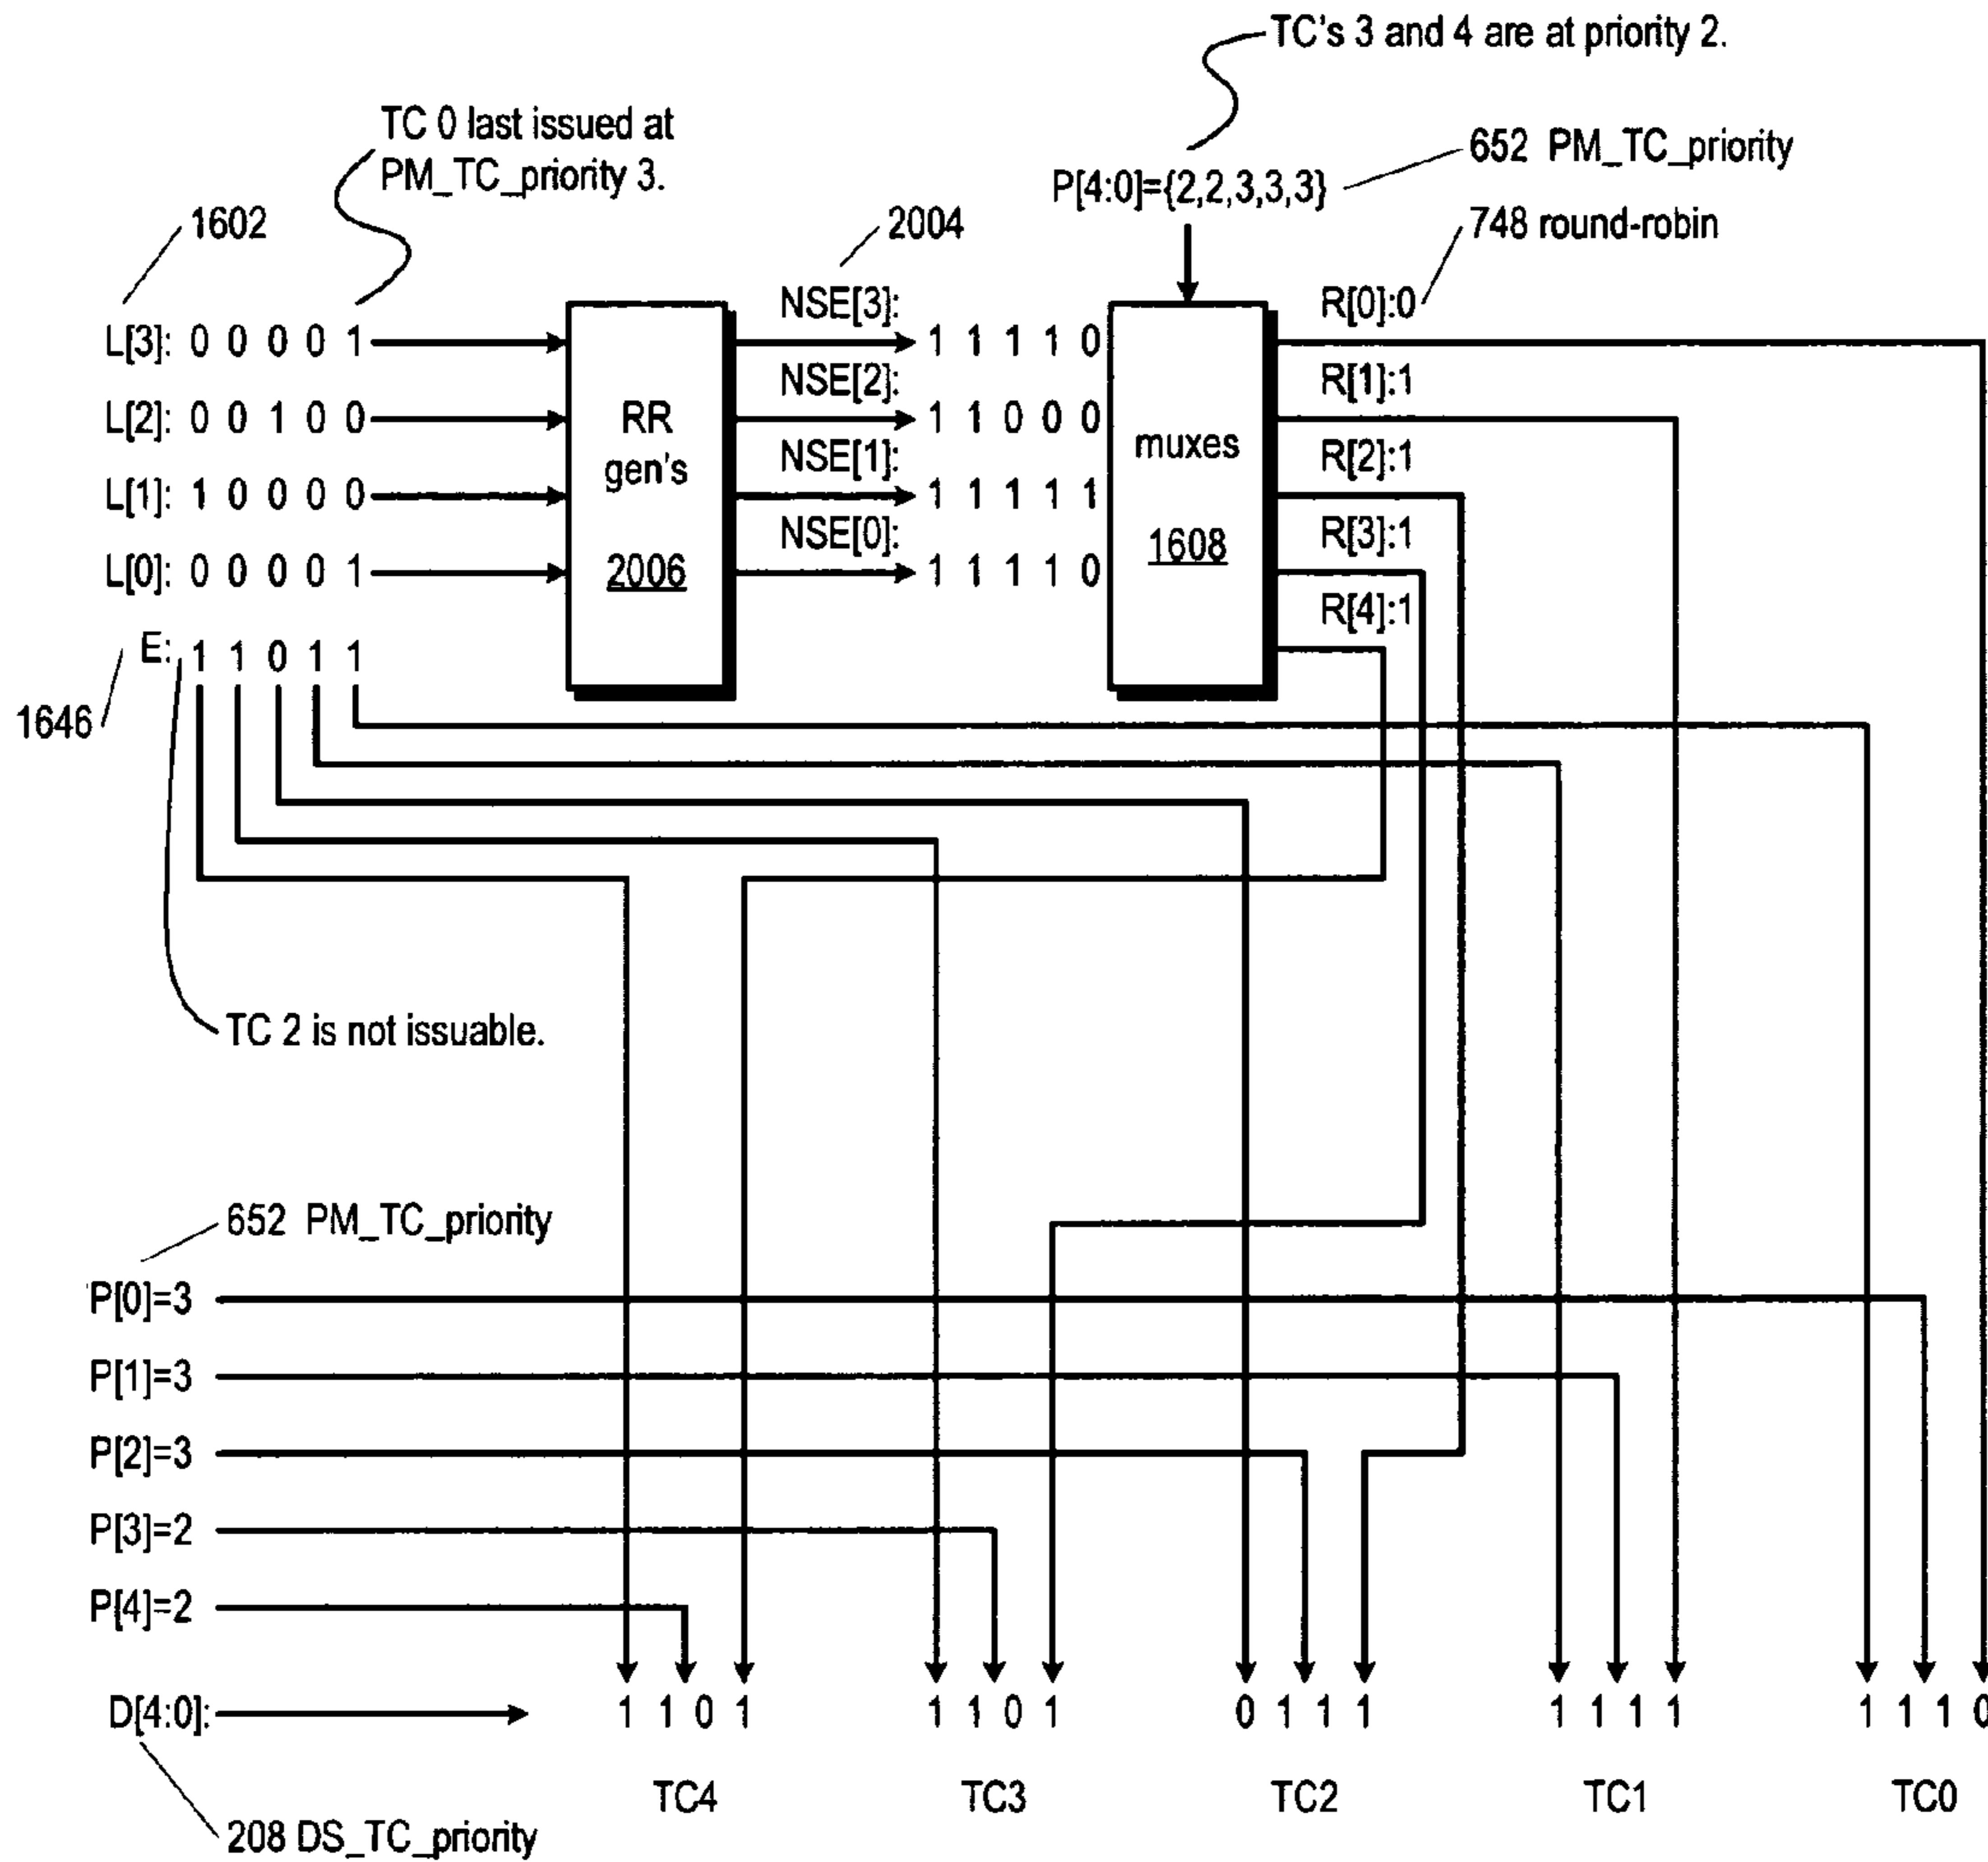 TC's 3 and 4 are at priority 2.
TC 0 last issued at
PM_TC_priority 3.
652 PM_TC_priority
P[4:0]={2,2,3,3,3}
1602
2004
748 round-robin
NSE[3]:
R[0]:0
L[3]: 0 0 0 0 1
1 1 1 1 0
NSE[2]:
R[1]:1
L[2]: 0 0 1 0 0
RR
1 1 0 0 0
muxes
NSE[1]:
R[2]:1
gen's
L[1]: 1 0 0 0 0
1 1 1 1 1
NSE[0]:
R[3]:1
1608
L[0]: 0 0 0 0 1
2006
1 1 1 1 0
R[4]:1
E: 1 1 0 1 1
1646
TC 2 is not issuable.
652 PM_TC_priority
P[0]=3
P[1]=3
P[2]=3
P[3]=2
P[4]=2
D[4:0]: 1 1 0 1 1 1 0 1 0 1 1 1 1 1 1 1 1 1 1 0
TC4 TC3 TC2 TC1 TC0
208 DS_TC_priority